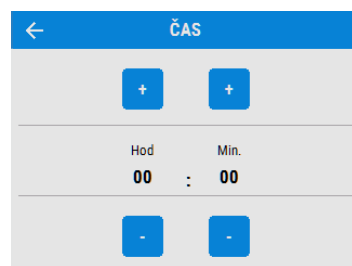 ČAS
+ +
Hod Min.
00 : 00
- -